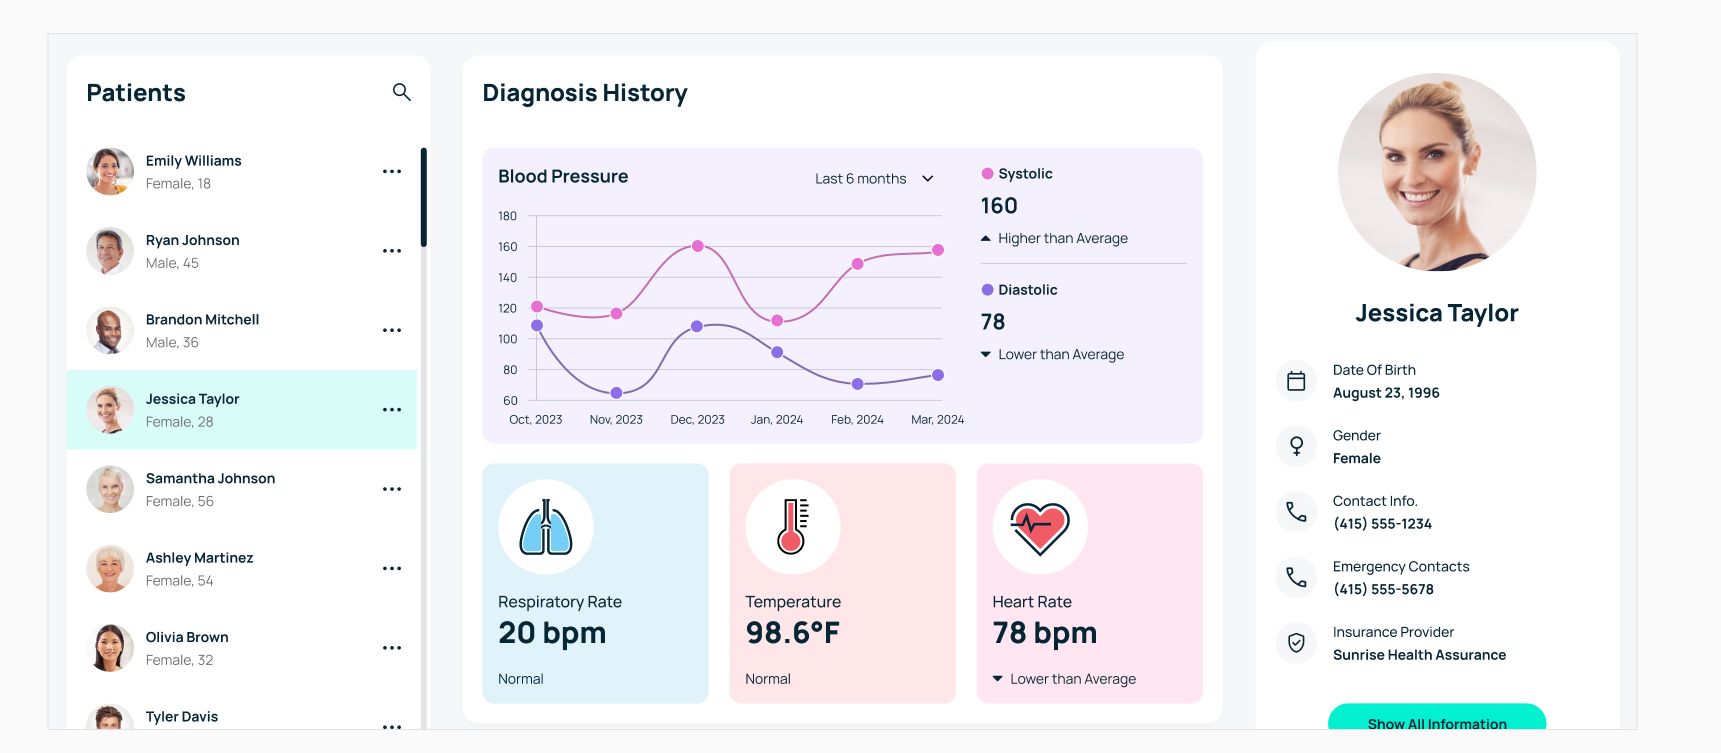 Patients
Emily Williams
Female, 18
Ryan Johnson
Male, 45
Brandon Mitchell
Male, 36
Jessica Taylor
Female, 28
Samantha Johnson
Female, 56
Ashley Martinez
Female, 54
Olivia Brown
Female, 32
Tyler Davis
Diagnosis History
Blood Pressure
Last 6 months
180
160
140
120
100
80
60
Oct, 2023 Nov, 2023 Dec, 2023 Jan, 2024 Feb, 2024 Mar, 2024
Systolic
160
Higher than Average
Diastolic
78
Lower than Average
Respiratory Rate
20 bpm
Normal
Temperature
98.6°F
Normal
Heart Rate
78 bpm
Lower than Average
Jessica Taylor
Date Of Birth
August 23, 1996
Gender
Female
Contact Info.
(415) 555-1234
Emergency Contacts
(415) 555-5678
Insurance Provider
Sunrise Health Assurance
Show All Information